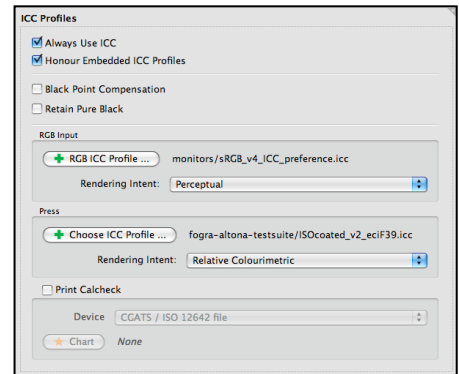 ICC Profiles
Always Use ICC
Honour Embedded ICC Profiles
Black Point Compensation
Retain Pure Black
RGB Input
RGB ICC Profile ... monitors/sRGB_v4_ICC_preference.icc
Rendering Intent: Perceptual
Press
Choose ICC Profile ... fogra-altona-testsuite/ISOcoated_v2_eciF39.icc
Rendering Intent: Relative Colourimetric
Print Calcheck
Device CGATS / ISO 12642 file
Chart None